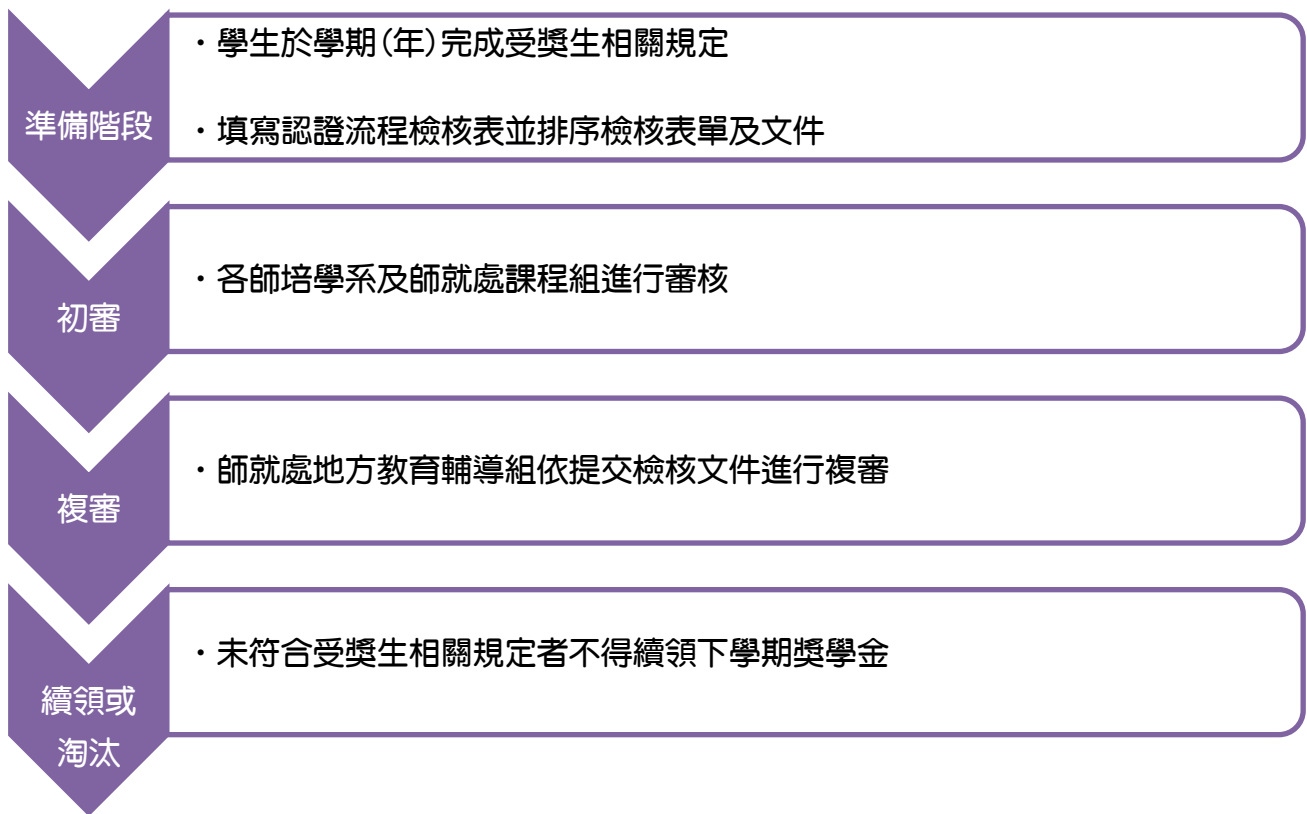 準備階段
・學生於學期(年)完成受獎生相關規定
・填寫認證流程檢核表並排序檢核表單及文件
初審
・各師培學系及師就處課程組進行審核
複審
・師就處地方教育輔導組依提交檢核文件進行複審
續領或
淘汰
・未符合受獎生相關規定者不得續領下學期獎學金